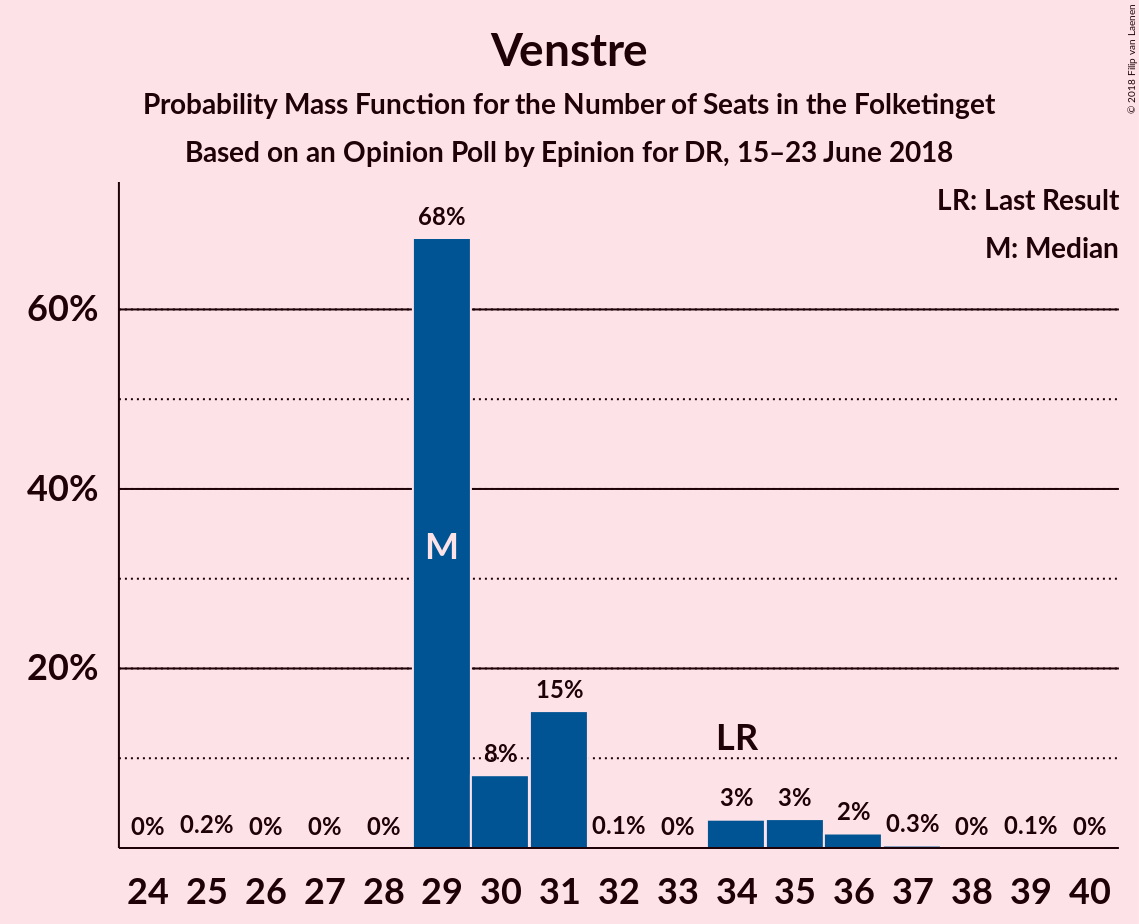 Venstre
Probability Mass Function for the Number of Seats in the Folketinget
Based on an Opinion Poll by Epinion for DR, 15–23 June 2018
© 2018 Filip van Laenen
LR: Last Result
M: Median
68%
60%
40%
M
20%
15%
LR
8%
0% 0.2% 0% 0% 0% 0.1% 0% 3% 3% 2% 0.3% 0% 0.1% 0%
24 25 26 27 28 29 30 31 32 33 34 35 36 37 38 39 40